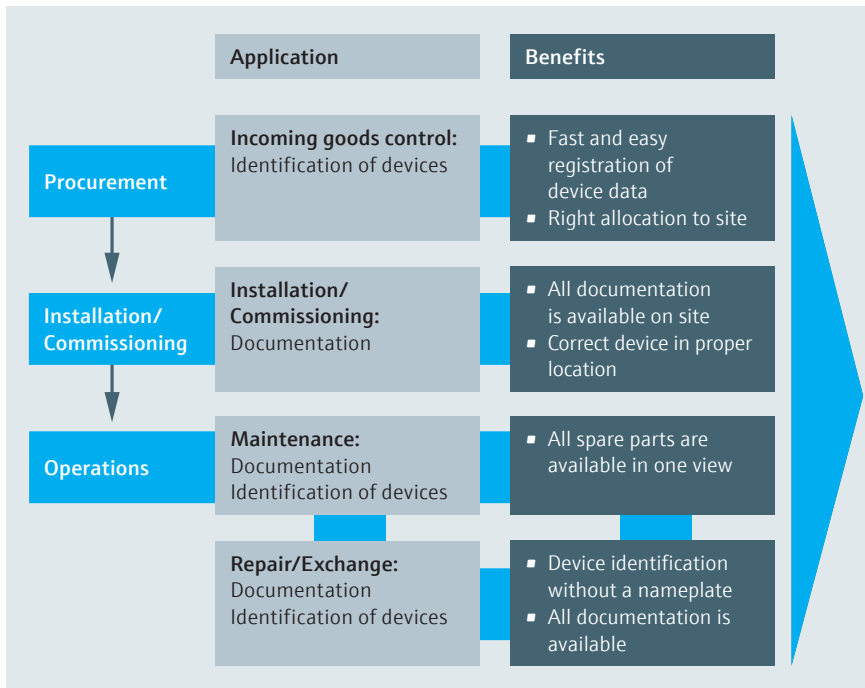 Application
Benefits
Procurement
Incoming goods control:
Identification of devices
▪ Fast and easy
registration of
device data
▪ Right allocation to site
Installation/
Commissioning
Installation/
Commissioning:
Documentation
▪ All documentation
is available on site
▪ Correct device in proper
location
Operations
Maintenance:
Documentation
Identification of devices
▪ All spare parts are
available in one view
Repair/Exchange:
Documentation
Identification of devices
▪ Device identification
without a nameplate
▪ All documentation is
available